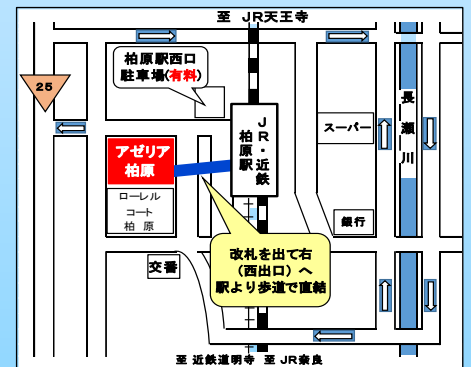 至 JR天王寺
柏原駅西口
駐車場(有料)
25
JR・近鉄
柏原駅
スーパー
長瀬川
アゼリア
柏原
ローレル
コート
柏原
銀行
改札を出て右
(西出口)へ
駅より歩道で直結
交番
至 近鉄道明寺 至 JR奈良